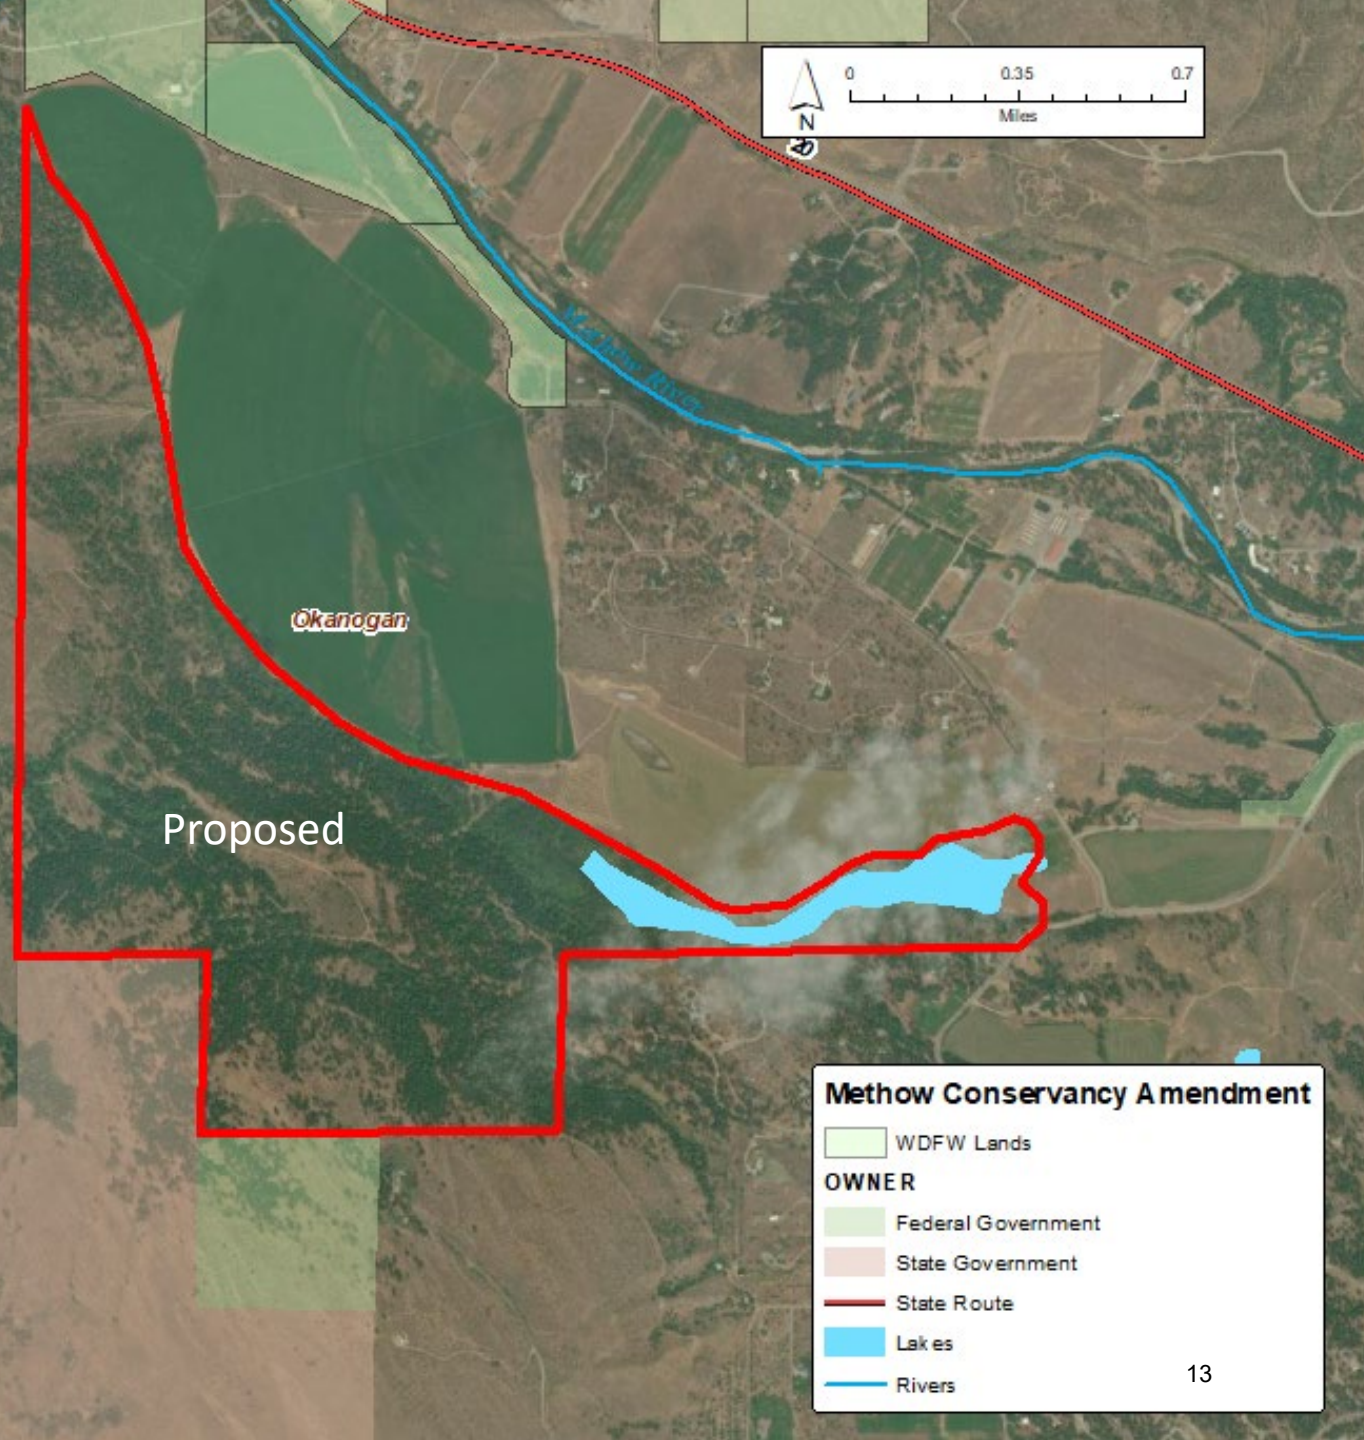 0 0.35 0.7
Miles
N
20
Methow River
Okanogan
Proposed
Methow Conservancy Amendment
WDFW Lands
OWNER
Federal Government
State Government
State Route
Lakes
Rivers
13